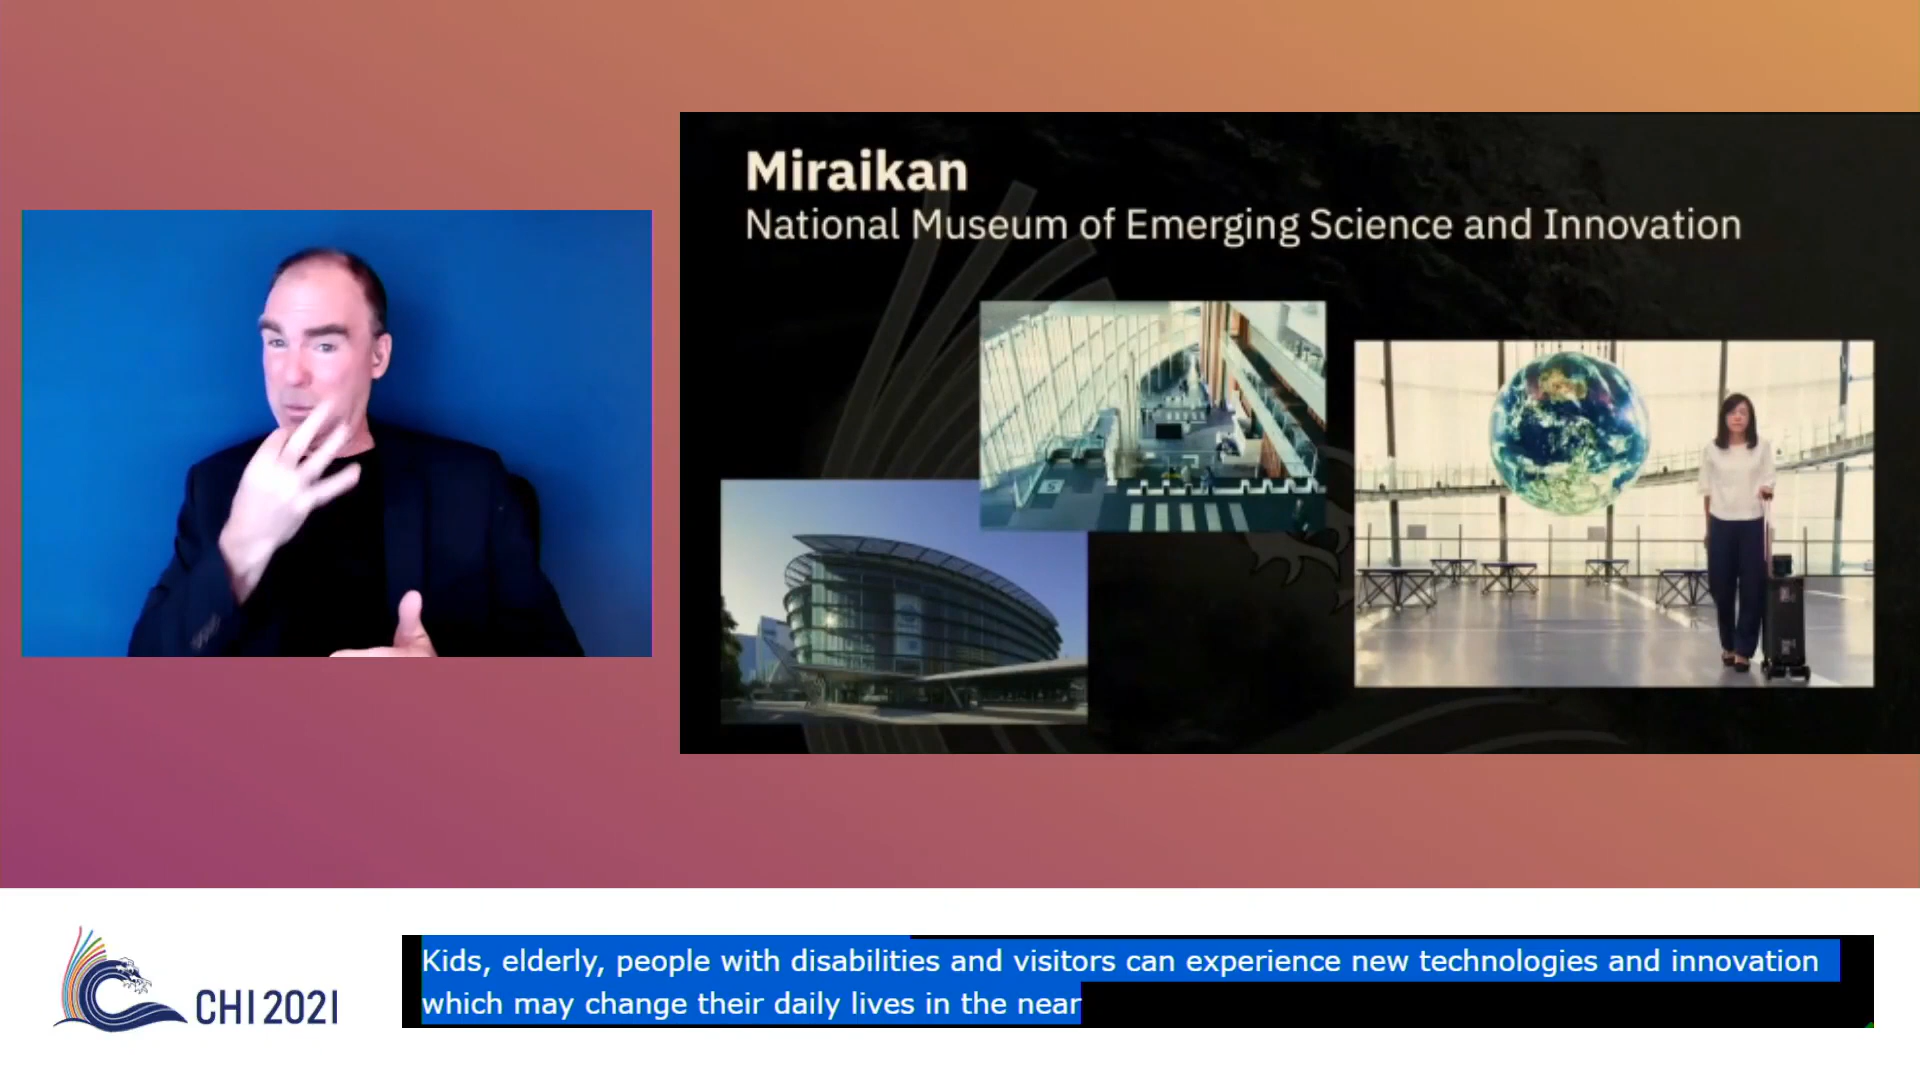 Miraikan
National Museum of Emerging Science and Innovation
CHI 2021
Kids, elderly, people with disabilities and visitors can experience new technologies and innovation
which may change their daily lives in the near